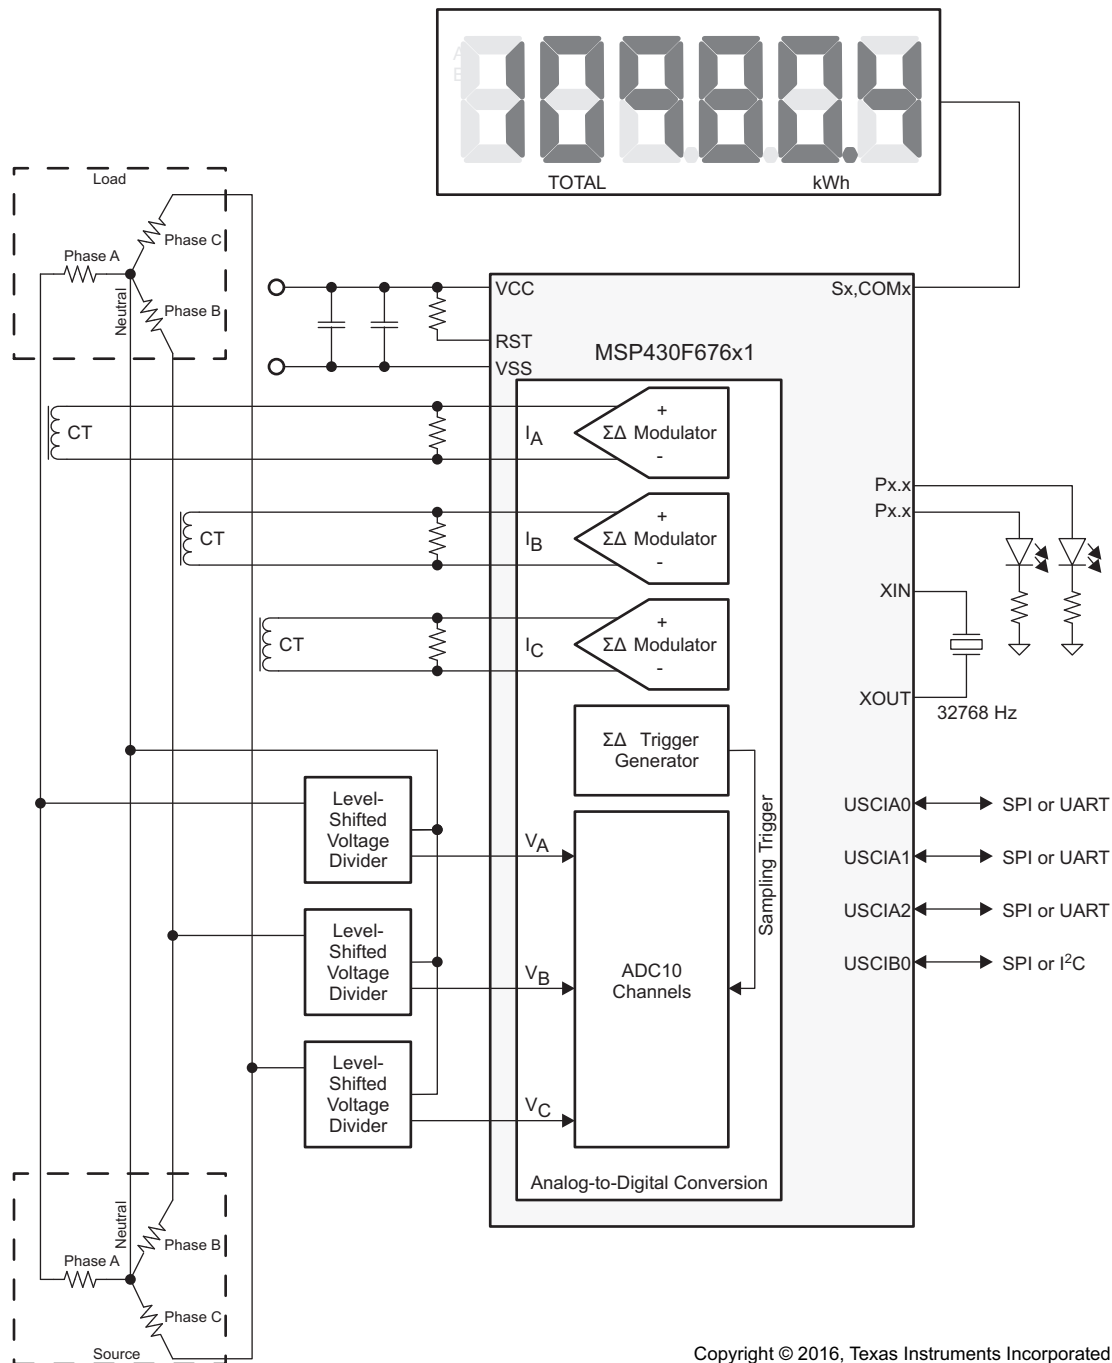 A
B
109804
TOTAL kWh
Load
Phase C
Phase A
Phase B
Neutral
VCC
Sx,COMx
RST
VSS
MSP430F676x1
CT
IA
+
ΣΔ Modulator
-
Px.x
Px.x
CT
IB
+
ΣΔ Modulator
-
XIN
CT
IC
+
ΣΔ Modulator
-
XOUT
32768 Hz
ΣΔ Trigger
Generator
Sampling Trigger
Level-
Shifted
Voltage
Divider
VA
USCIA0 SPI or UART
USCIA1 SPI or UART
USCIA2 SPI or UART
USCIB0 SPI or I²C
Level-
Shifted
Voltage
Divider
VB
ADC10
Channels
Level-
Shifted
Voltage
Divider
VC
Analog-to-Digital Conversion
Neutral
Phase B
Phase A
Phase C
Source
Copyright © 2016, Texas Instruments Incorporated